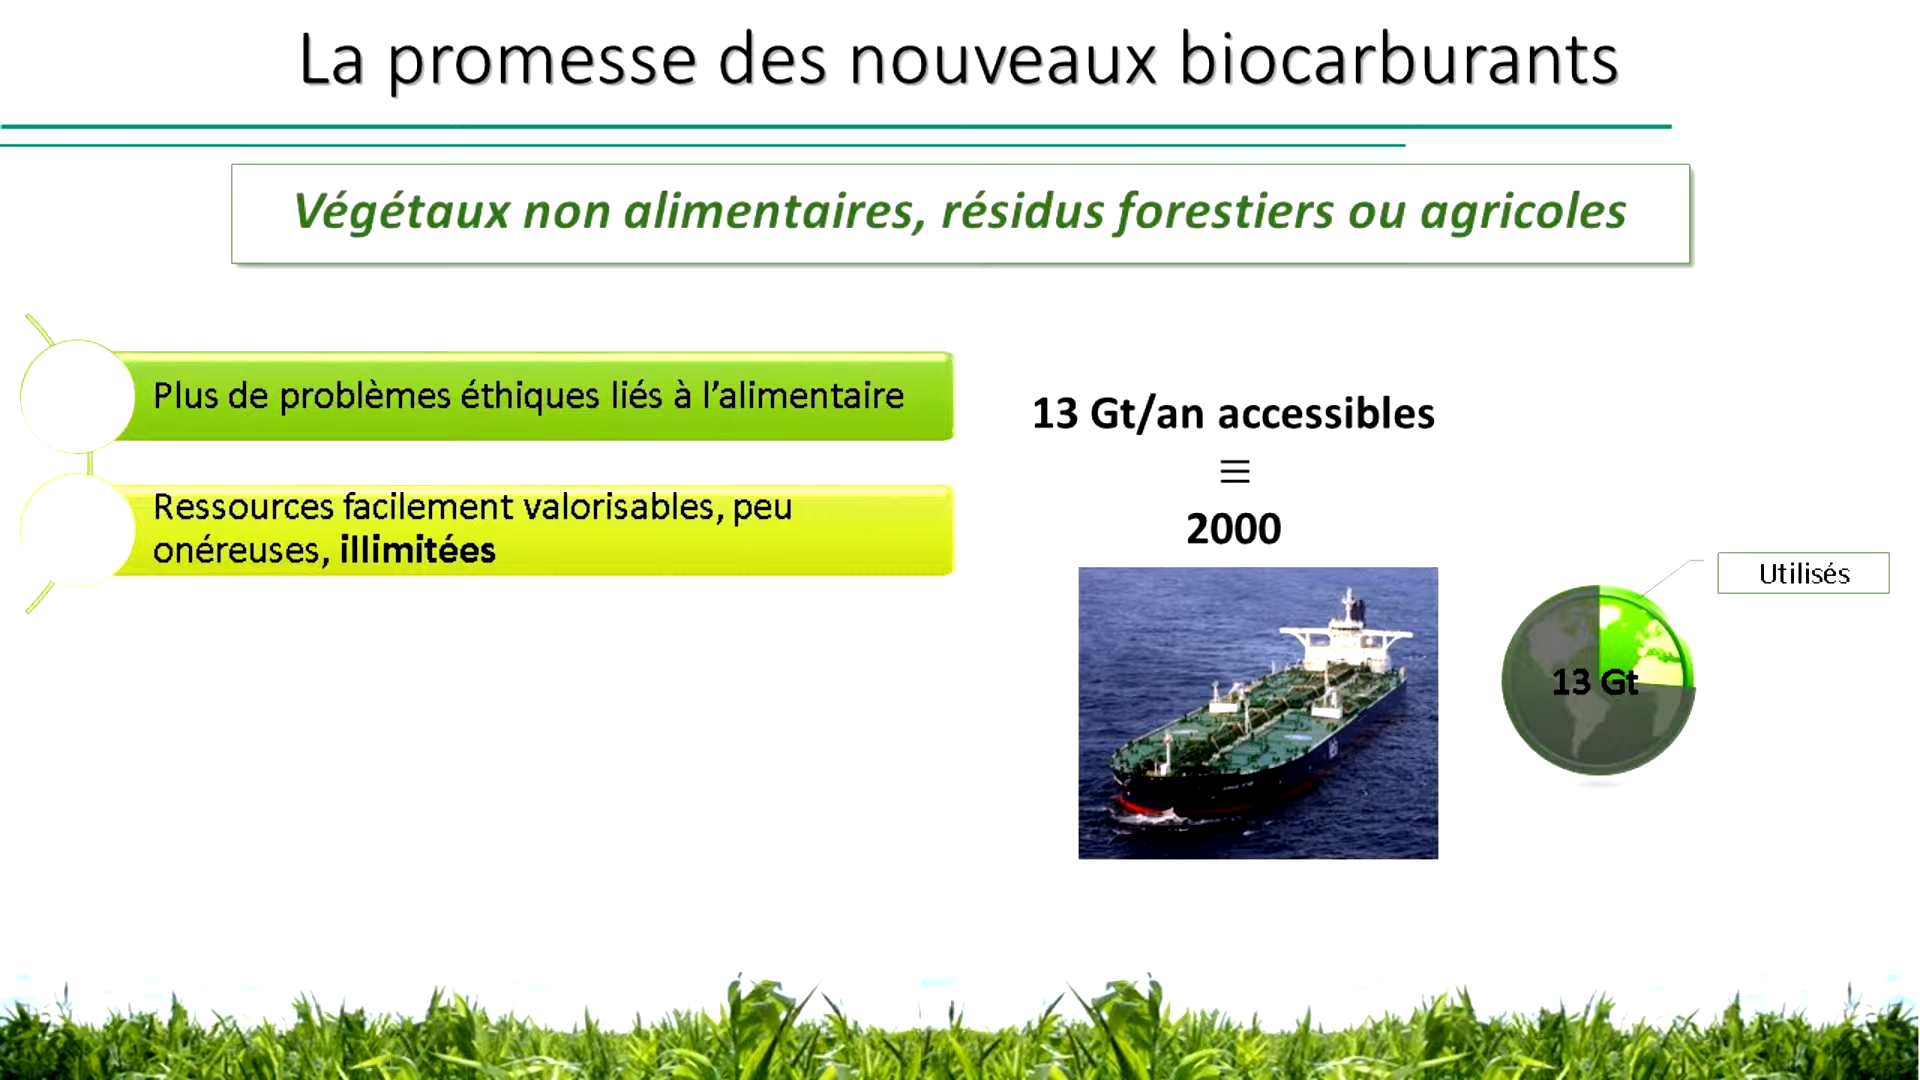 La promesse des nouveaux biocarburants
Végétaux non alimentaires, résidus forestiers ou agricoles
Plus de problèmes éthiques liés à l’alimentaire
Ressources facilement valorisables, peu
onéreuses, illimitées
13 Gt/an accessibles
≡
2000
Utilisés
13 Gt